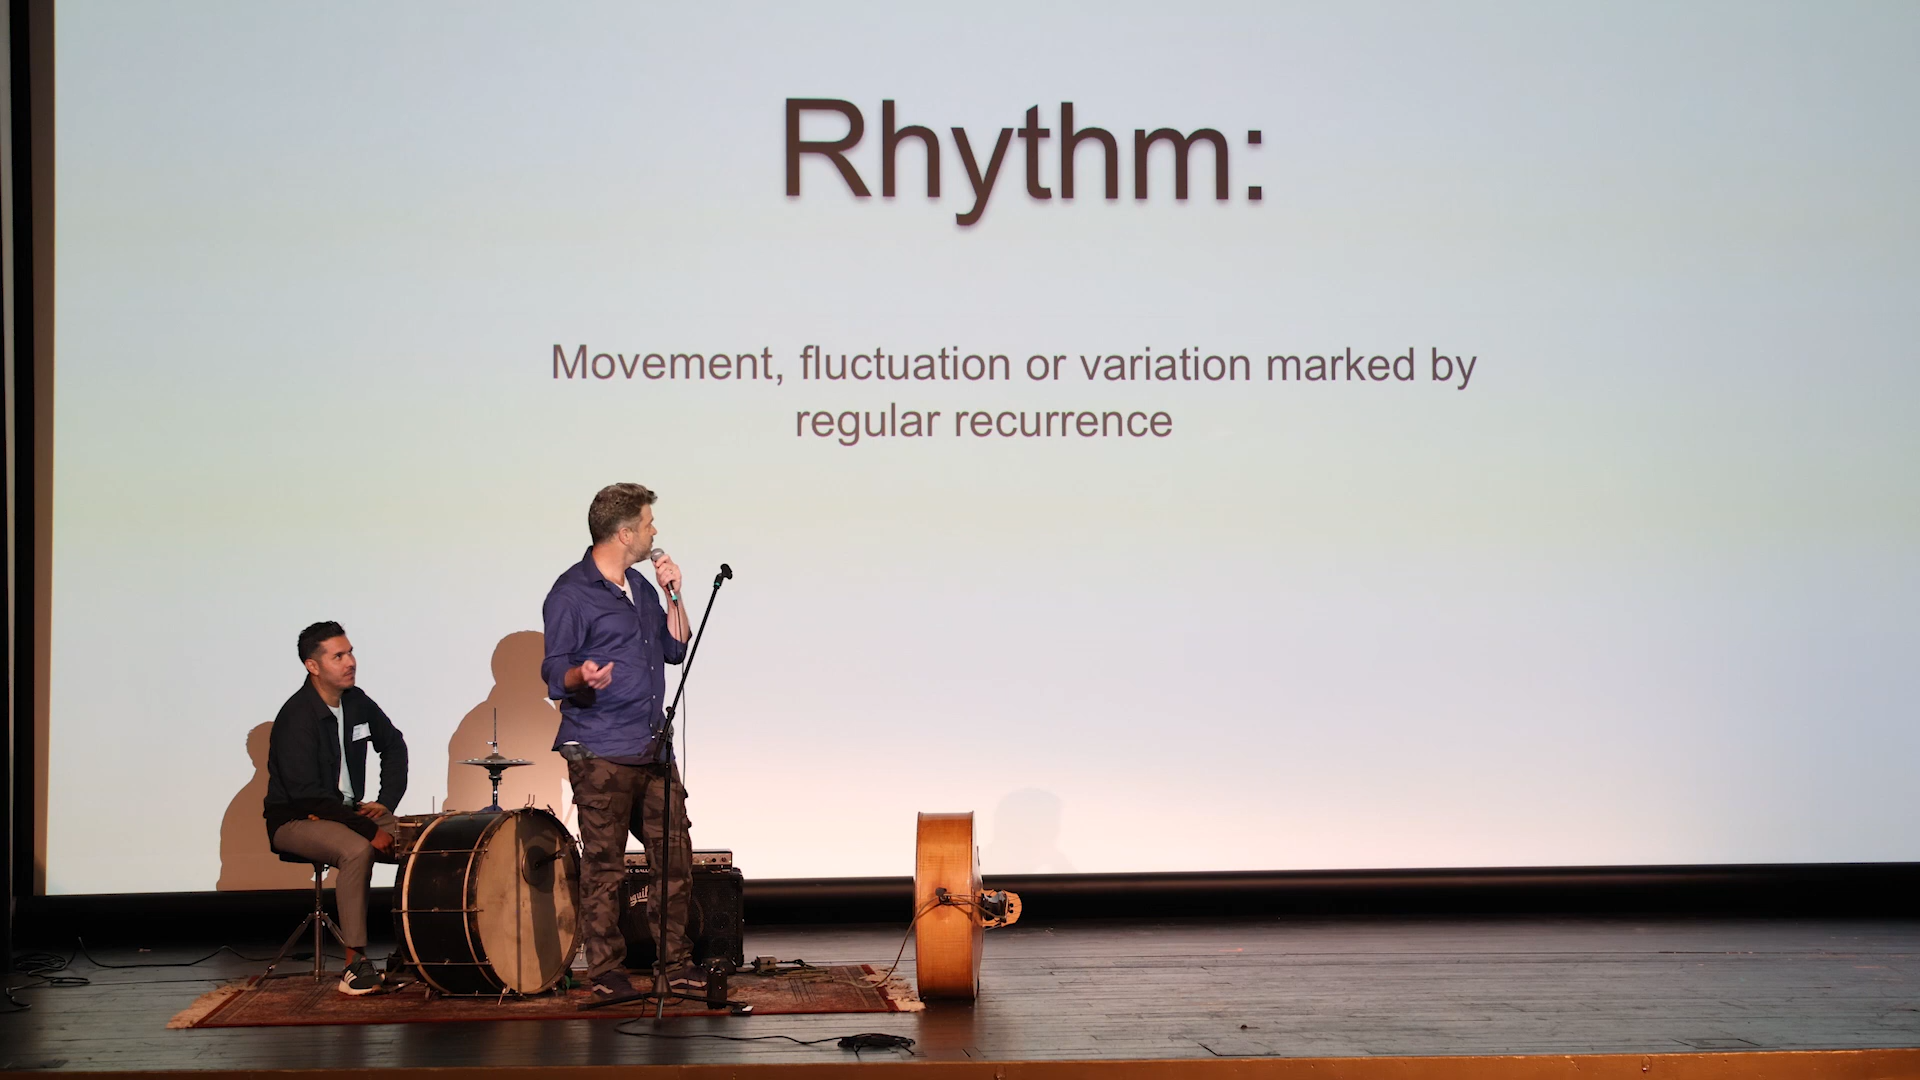 Rhythm:
Movement, fluctuation or variation marked by
regular recurrence